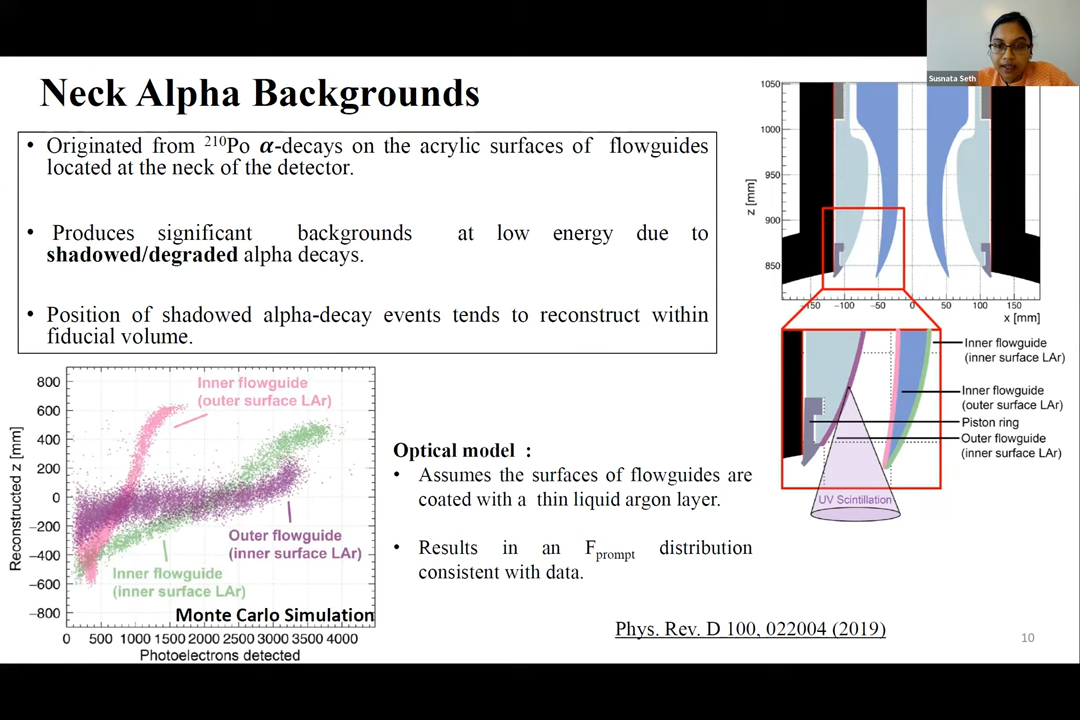 Susnata Seth
Neck Alpha Backgrounds
• Originated from ²¹⁰Po α-decays on the acrylic surfaces of flowguides
located at the neck of the detector.
• Produces significant backgrounds at low energy due to
shadowed/degraded alpha decays.
• Position of shadowed alpha-decay events tends to reconstruct within
fiducial volume.
1050
1000
950
900
850
z [mm]
−150 −100 −50 0 50 100 150
x [mm]
Inner flowguide
(inner surface LAr)
Inner flowguide
(outer surface LAr)
Piston ring
Outer flowguide
(inner surface LAr)
UV Scintillation
800
600
400
200
0
−200
−400
−600
−800
Reconstructed z [mm]
Inner flowguide
(outer surface LAr)
Outer flowguide
(inner surface LAr)
Inner flowguide
(inner surface LAr)
Monte Carlo Simulation
0 500 1000 1500 2000 2500 3000 3500 4000
Photoelectrons detected
Optical model :
• Assumes the surfaces of flowguides are
coated with a thin liquid argon layer.
• Results in an Fprompt distribution
consistent with data.
Phys. Rev. D 100, 022004 (2019)
10